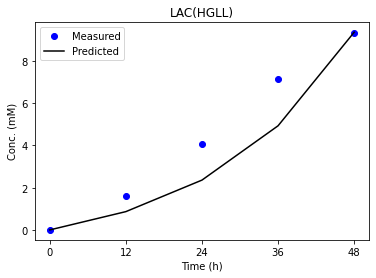 LAC(HGLL)
Measured
Predicted
Conc. (mM)
8
6
4
2
0
0 12 24 36 48
Time (h)